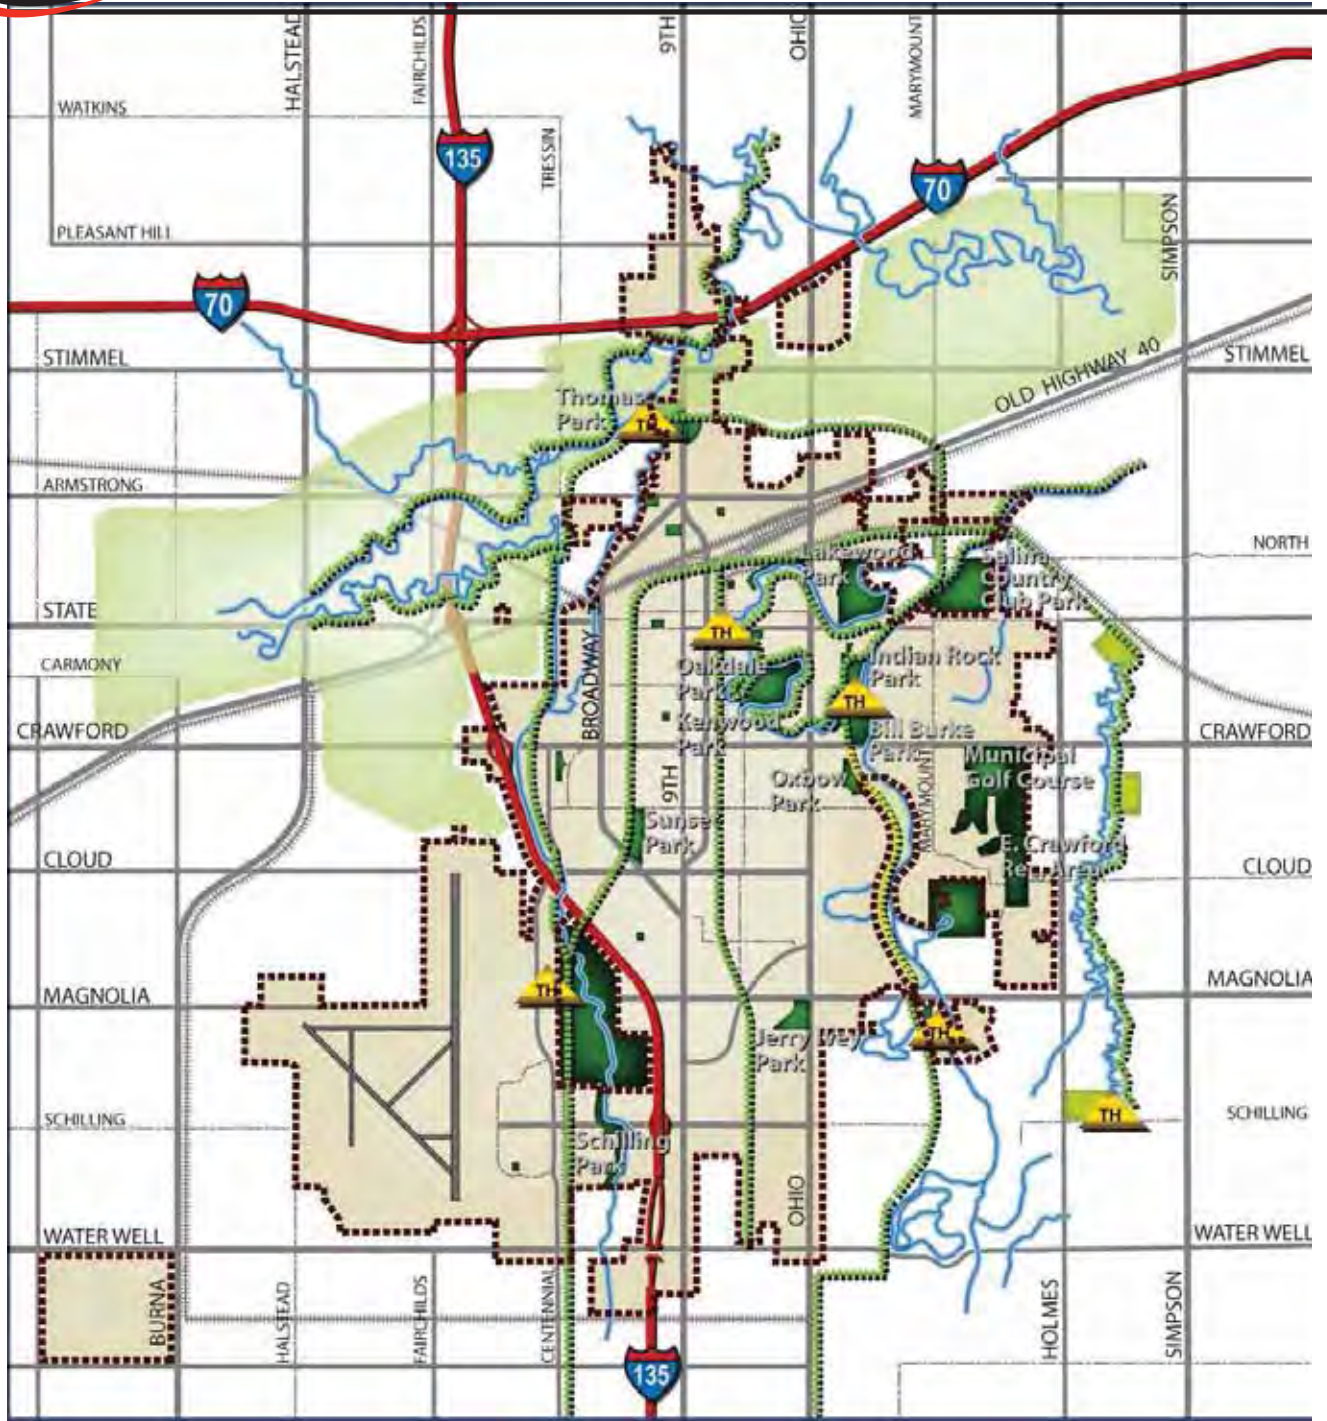 HALSTEAD
FAIRCHILDS
9TH
OHIO
MARYMOUNT
WATKINS
135
TRESSIN
70
SIMPSON
PLEASANT HILL
70
STIMMEL
OLD HIGHWAY 40
STIMMEL
Thomas
Park
TH
ARMSTRONG
NORTH
Lakewood
Park
Salina
Country
Club Park
STATE
TH
CARMONY
BROADWAY
Oakdale
Park
Indian Rock
Park
TH
CRAWFORD
Kenwood
Park
Bill Burke
Park
CRAWFORD
9TH
Oxbow
Park
MARYMOUNT
Municipal
Golf Course
Sunset
Park
CLOUD
E. Crawford
Rec. Area
CLOUD
MAGNOLIA
TH
MAGNOLIA
Jerry Ivey
Park
TH
SCHILLING
TH
SCHILLING
Schilling
Park
OHIO
WATER WELL
WATER WELL
BURNA
HALSTEAD
FAIRCHILDS
CENTENNIAL
HOLMES
SIMPSON
135